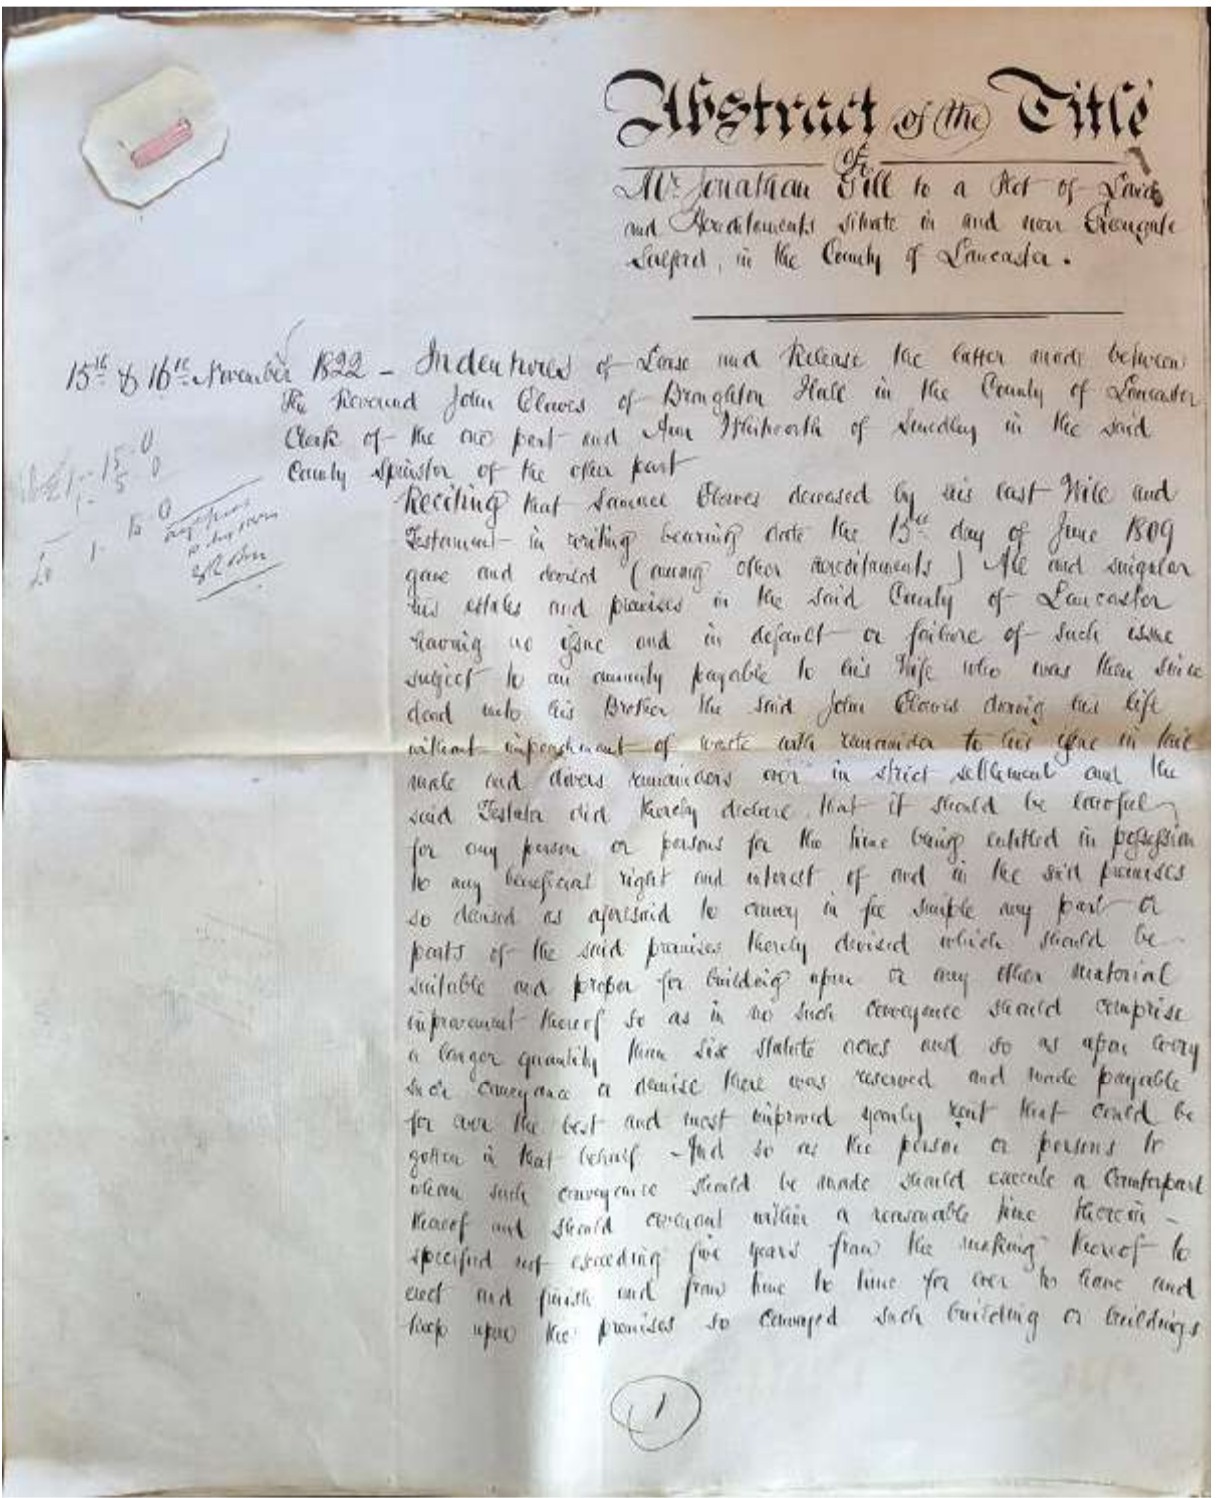 Abstract of the Title
of
Mr Jonathan Gill to a Plot of Land
and Hereditaments situate in and near Greengate
Salford, in the County of Lancaster.
15th & 16th November 1822 - Indentures of Lease and Release the latter made between
The Reverend John Clowes of Broughton Hall in the County of Lancaster
Clerk of the one part and Ann Whitworth of Smedley in the said
County Spinster of the other part
Reciting that Samuel Clowes deceased by his last Will and
Testament in writing bearing date the 15th day of June 1809
gave and devised (among other hereditaments) All and singular
his estates and premises in the said County of Lancaster
having no issue and in default or failure of such issue
subject to an annuity payable to his Wife who was then since
dead unto his Brother the said John Clowes during his life
without impeachment of waste with remainder to his issue in tail
male and divers remainders over in strict settlement and the
said Testator did thereby declare that it should be lawful
for any person or persons for the time being entitled in possession
to any beneficial right and interest of and in the said premises
so devised as aforesaid to convey in fee simple any part or
parts of the said premises thereby devised which should be
suitable and proper for building upon or any other material
improvement thereof so as in no such conveyance should comprise
a larger quantity than six statute acres and so as upon every
such conveyance a demise there was reserved and made payable
for ever the best and most improved yearly rent that could be
gotten in that behalf And so as the person or persons to
whom such conveyance should be made should execute a Counterpart
thereof and should covenant within a reasonable time therein
specified not exceeding five years from the making thereof to
erect and finish and from time to time for ever to leave and
keep upon the premises so conveyed such building or buildings
1